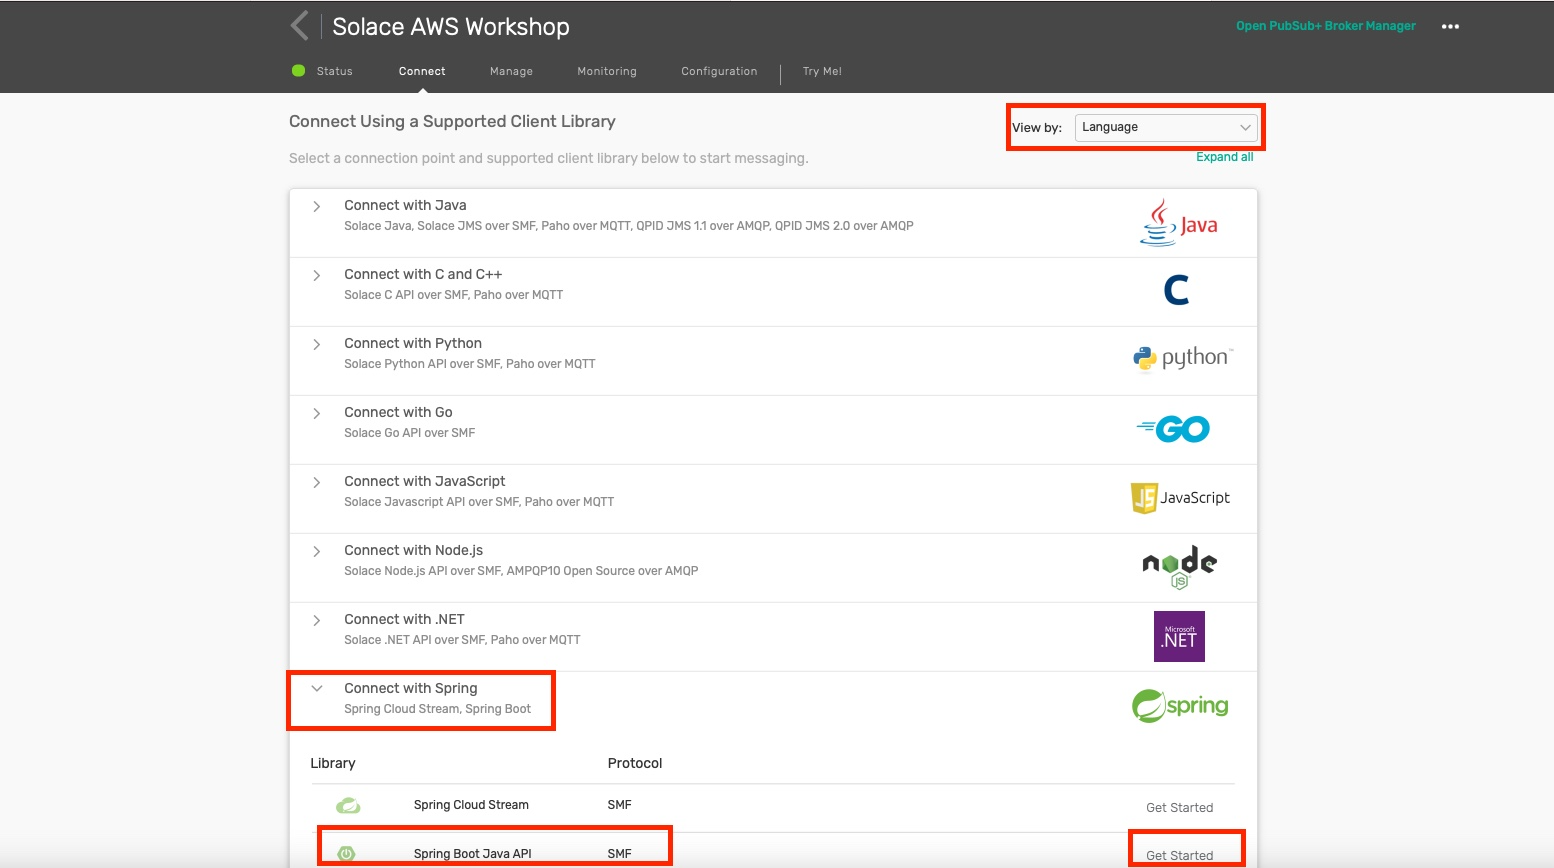 Solace AWS Workshop
Open PubSub+ Broker Manager
Status Connect Manage Monitoring Configuration Try Me!
Connect Using a Supported Client Library
View by: Language
Select a connection point and supported client library below to start messaging.
Expand all
Connect with Java
Solace Java, Solace JMS over SMF, Paho over MQTT, QPID JMS 1.1 over AMQP, QPID JMS 2.0 over AMQP
Java
Connect with C and C++
Solace C API over SMF, Paho over MQTT
C
Connect with Python
Solace Python API over SMF, Paho over MQTT
python™
Connect with Go
Solace Go API over SMF
GO
Connect with JavaScript
Solace Javascript API over SMF, Paho over MQTT
JS JavaScript
Connect with Node.js
Solace Node.js API over SMF, AMPQP10 Open Source over AMQP
node
JS
Connect with .NET
Solace .NET API over SMF, Paho over MQTT
Microsoft
.NET
Connect with Spring
Spring Cloud Stream, Spring Boot
spring
Library Protocol
Spring Cloud Stream SMF Get Started
Spring Boot Java API SMF Get Started